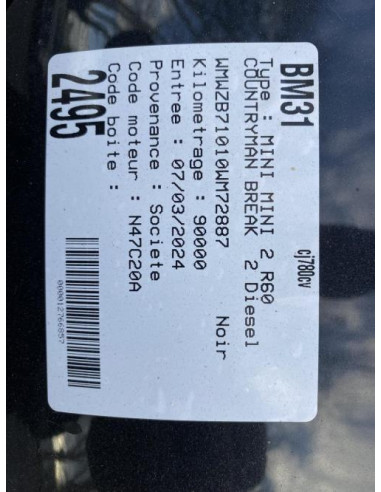 BM31
cj780cv
Type : MINI MINI 2 R60
COUNTRYMAN BREAK 2 Diesel
WMWZB71010WM72887 Noir
Kilometrage : 90000
Entree : 07/03/2024
Provenance : Societe
Code moteur : N47C20A
Code boite :
2495
0000012766857